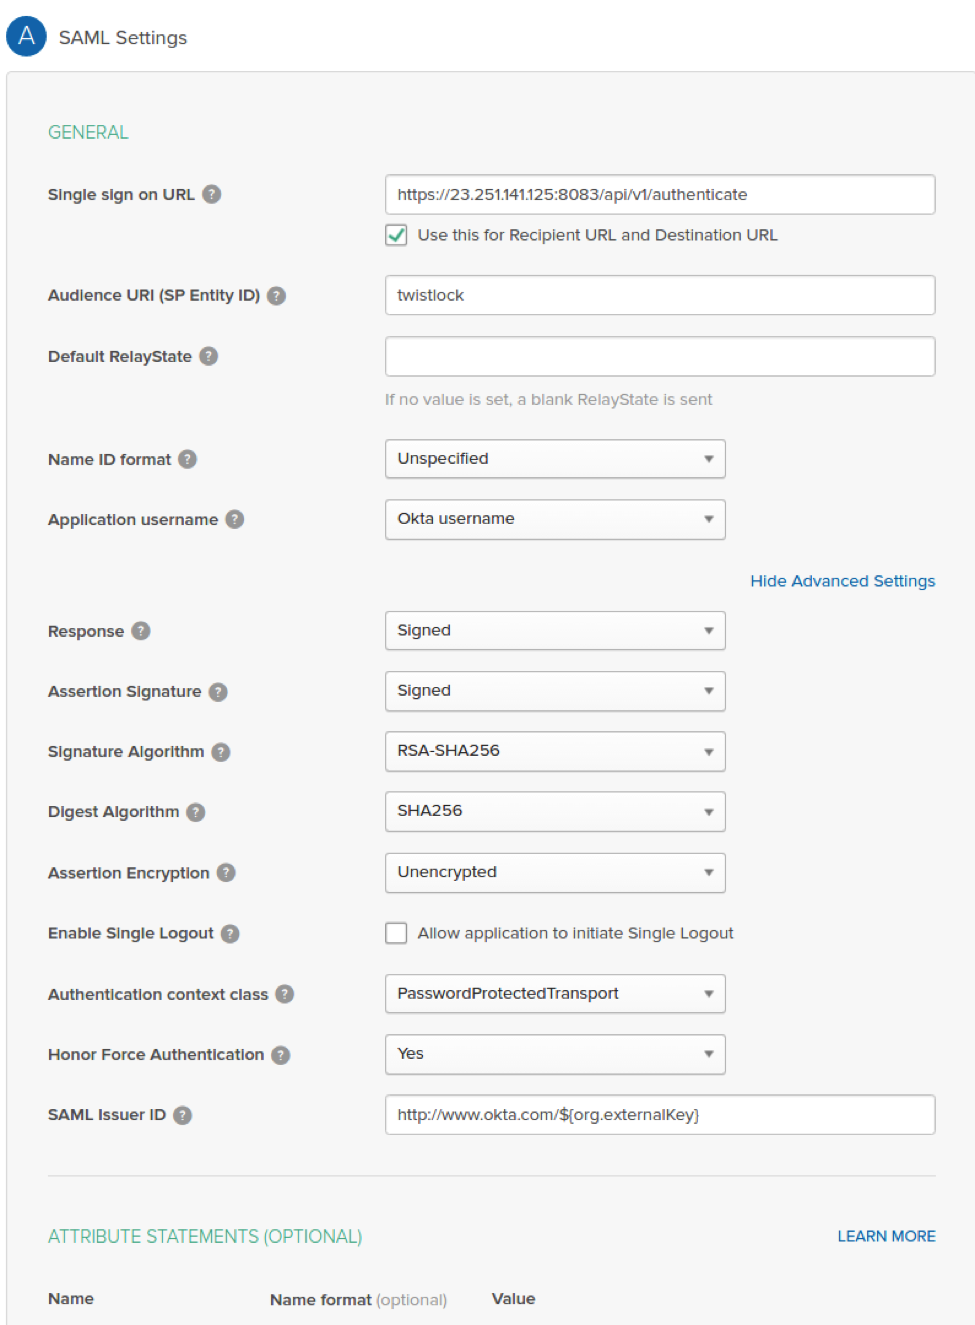 A SAML Settings
GENERAL
Single sign on URL ? https://23.251.141.125:8083/api/v1/authenticate
Use this for Recipient URL and Destination URL
Audience URI (SP Entity ID) ? twistlock
Default RelayState ?
If no value is set, a blank RelayState is sent
Name ID format ? Unspecified
Application username ? Okta username
Hide Advanced Settings
Response ? Signed
Assertion Signature ? Signed
Signature Algorithm ? RSA-SHA256
Digest Algorithm ? SHA256
Assertion Encryption ? Unencrypted
Enable Single Logout ? Allow application to initiate Single Logout
Authentication context class ? PasswordProtectedTransport
Honor Force Authentication ? Yes
SAML Issuer ID ? http://www.okta.com/${org.externalKey}
ATTRIBUTE STATEMENTS (OPTIONAL) LEARN MORE
Name Name format (optional) Value